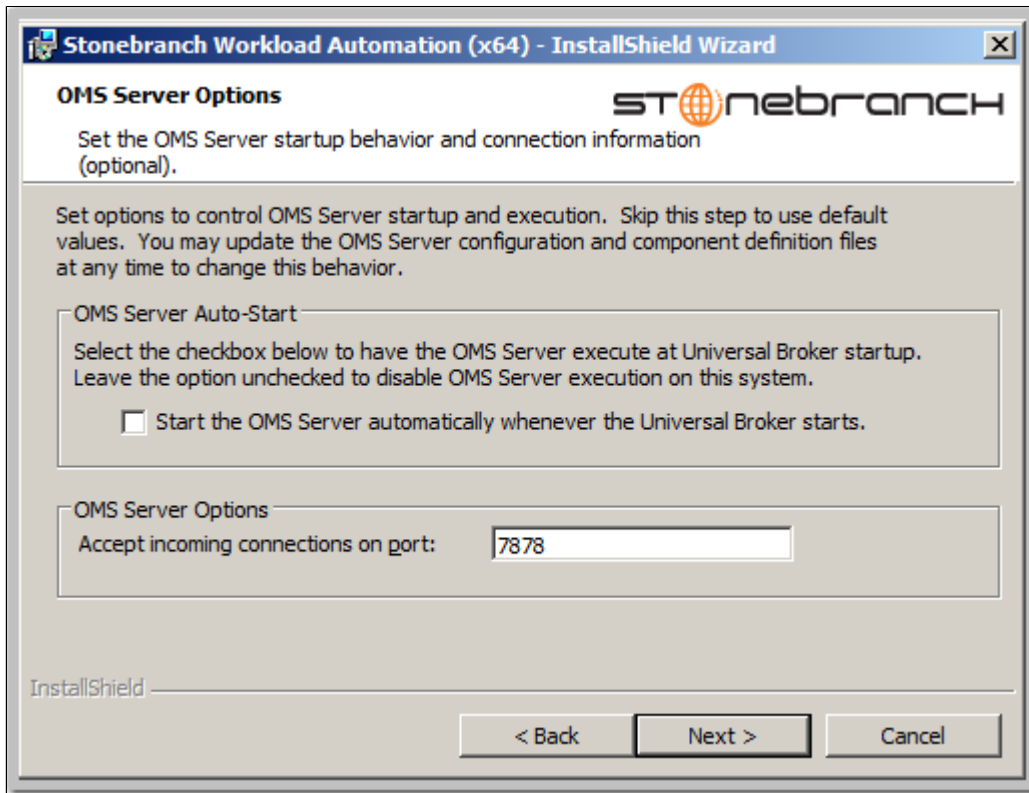 Stonebranch Workload Automation (x64) - InstallShield Wizard
OMS Server Options
stonebranch
Set the OMS Server startup behavior and connection information
(optional).
Set options to control OMS Server startup and execution.  Skip this step to use default
values.  You may update the OMS Server configuration and component definition files
at any time to change this behavior.
OMS Server Auto-Start
Select the checkbox below to have the OMS Server execute at Universal Broker startup.
Leave the option unchecked to disable OMS Server execution on this system.
Start the OMS Server automatically whenever the Universal Broker starts.
OMS Server Options
Accept incoming connections on port: 7878
InstallShield
< Back Next > Cancel